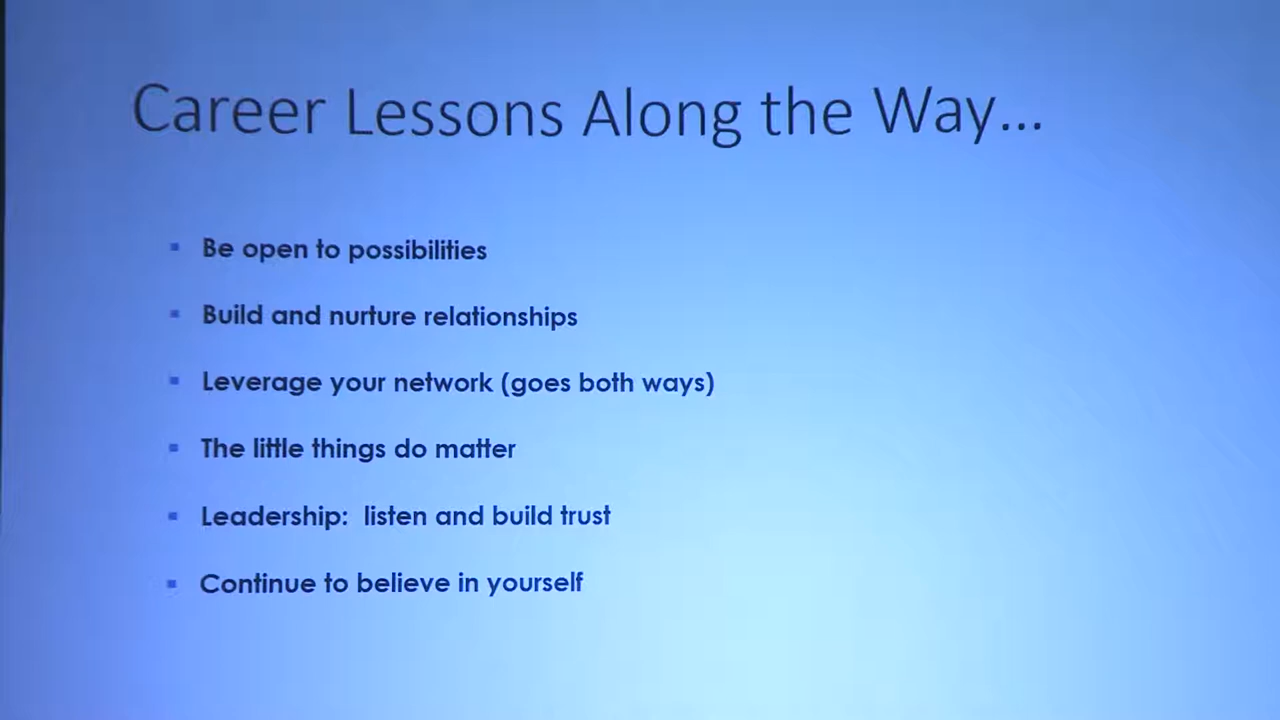 Career Lessons Along the Way...
Be open to possibilities
Build and nurture relationships
Leverage your network (goes both ways)
The little things do matter
Leadership:  listen and build trust
Continue to believe in yourself